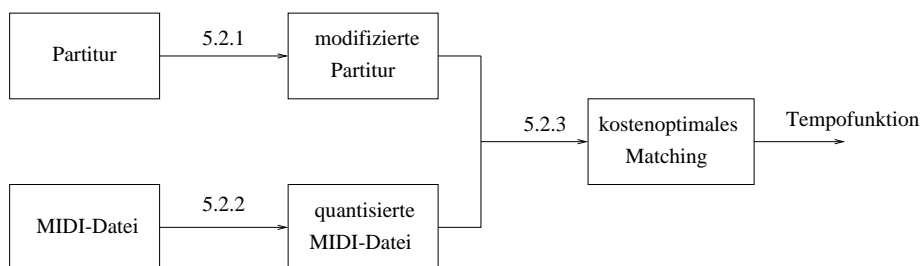 Partitur
5.2.1
modifizierte
Partitur
5.2.3
kostenoptimales
Matching
Tempofunktion
MIDI-Datei
5.2.2
quantisierte
MIDI-Datei